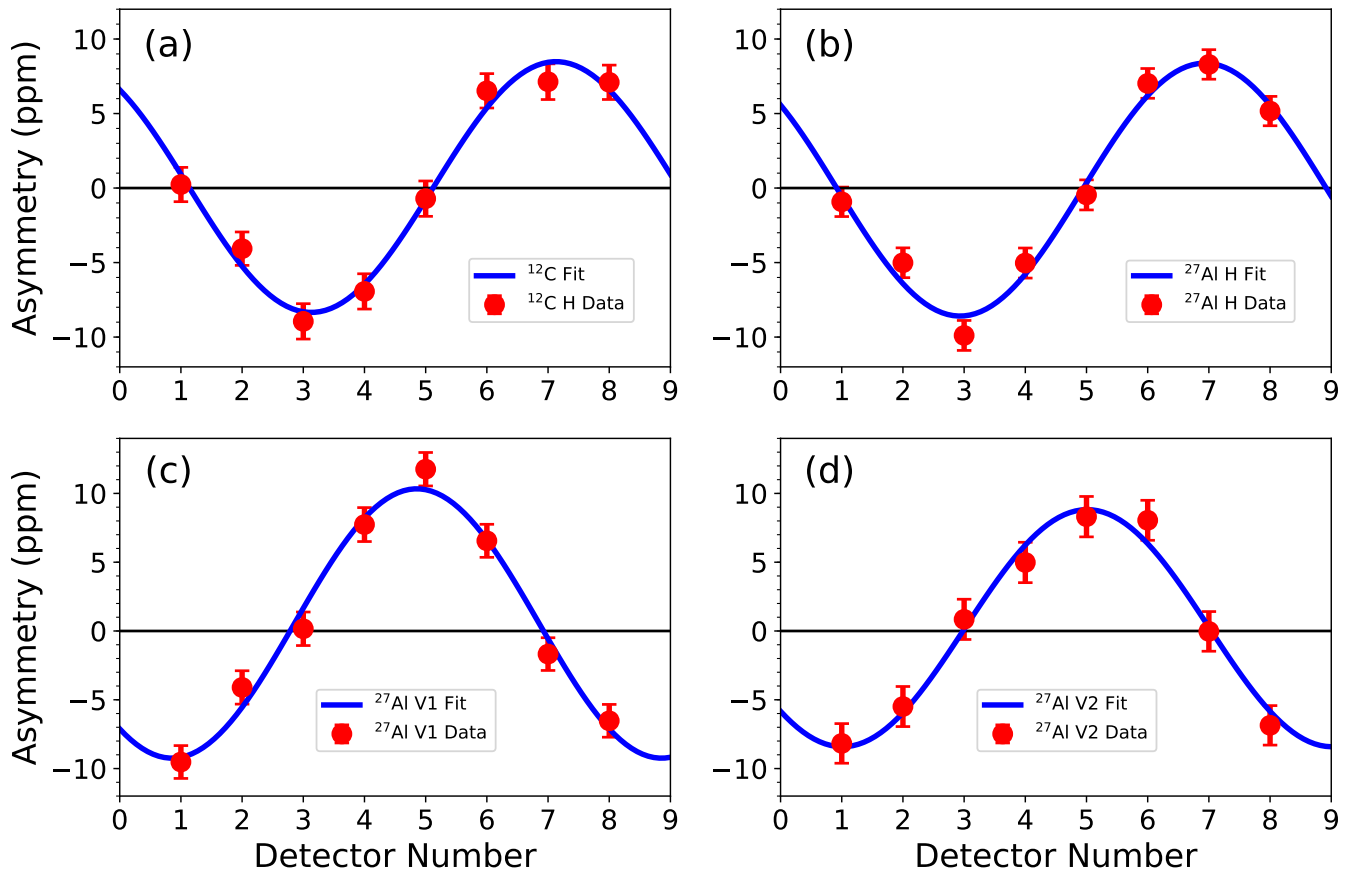 Asymmetry (ppm)
10
5
0
−5
−10
(a)
¹²C Fit
¹²C H Data
0 1 2 3 4 5 6 7 8 9
10
5
0
−5
−10
(b)
²⁷Al H Fit
²⁷Al H Data
0 1 2 3 4 5 6 7 8 9
Asymmetry (ppm)
10
5
0
−5
−10
(c)
²⁷Al V1 Fit
²⁷Al V1 Data
0 1 2 3 4 5 6 7 8 9
Detector Number
10
5
0
−5
−10
(d)
²⁷Al V2 Fit
²⁷Al V2 Data
0 1 2 3 4 5 6 7 8 9
Detector Number